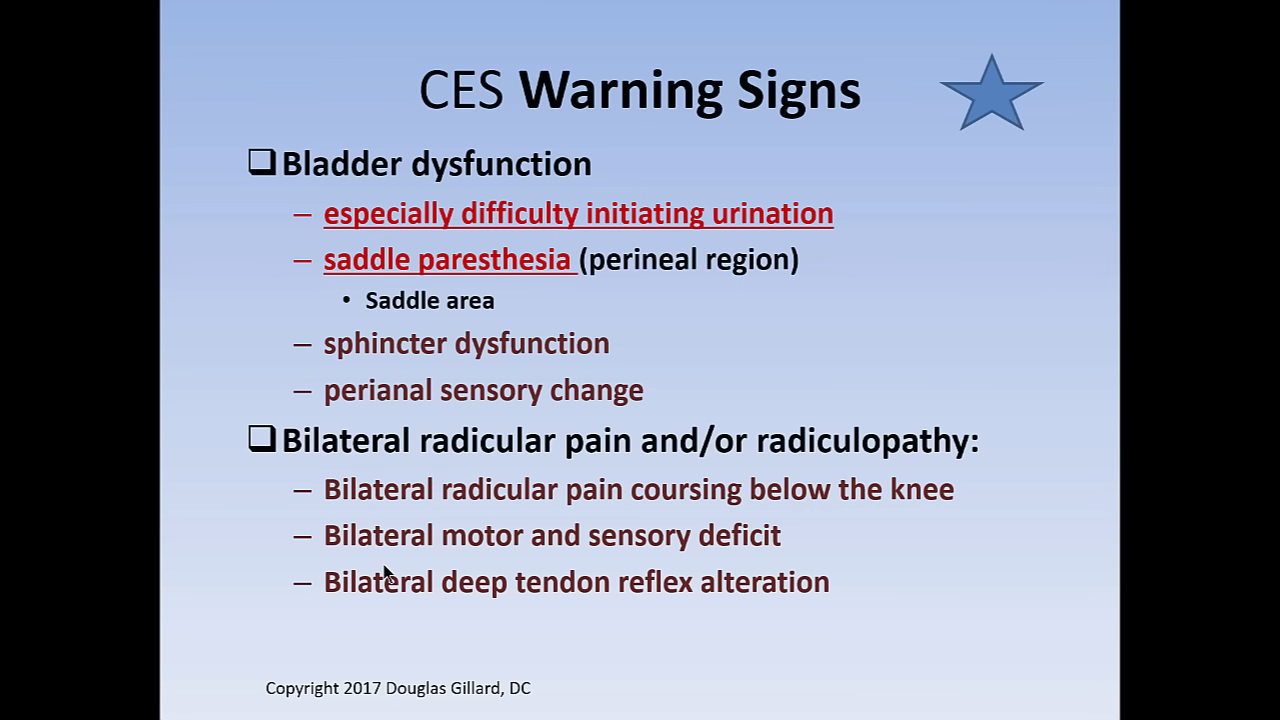 CES Warning Signs
❑Bladder dysfunction
– especially difficulty initiating urination
– saddle paresthesia (perineal region)
• Saddle area
– sphincter dysfunction
– perianal sensory change
❑Bilateral radicular pain and/or radiculopathy:
– Bilateral radicular pain coursing below the knee
– Bilateral motor and sensory deficit
– Bilateral deep tendon reflex alteration
Copyright 2017 Douglas Gillard, DC